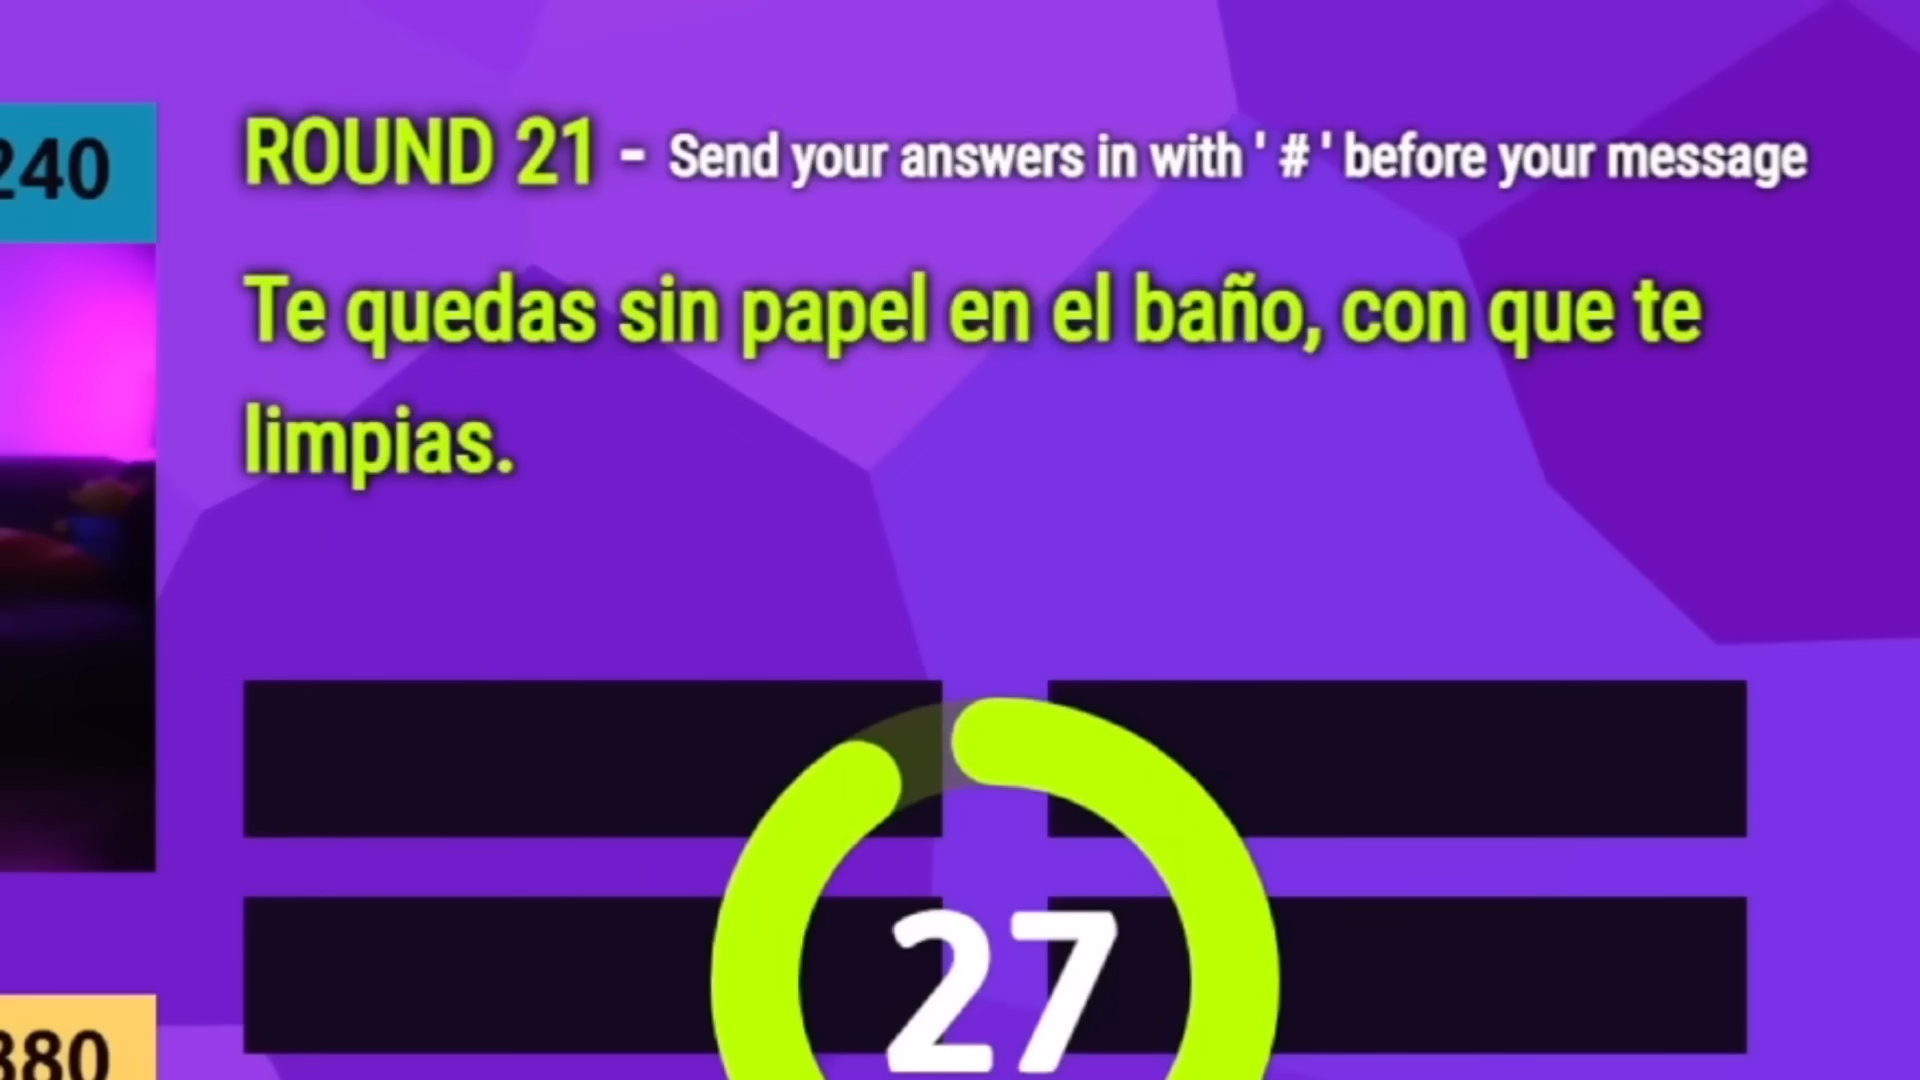 240
ROUND 21 - Send your answers in with ' # ' before your message
Te quedas sin papel en el baño, con que te
limpias.
27
380